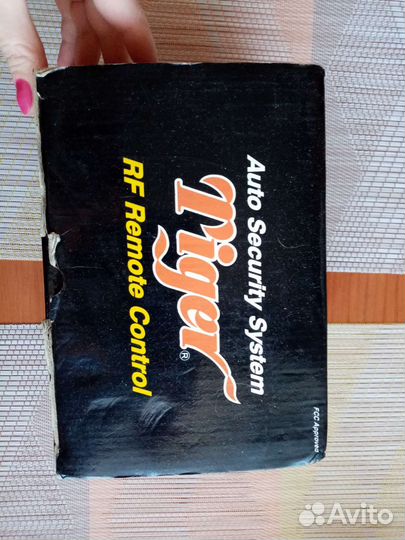 Auto Security System
Tiger®
RF Remote Control
FCC Approved
Avito